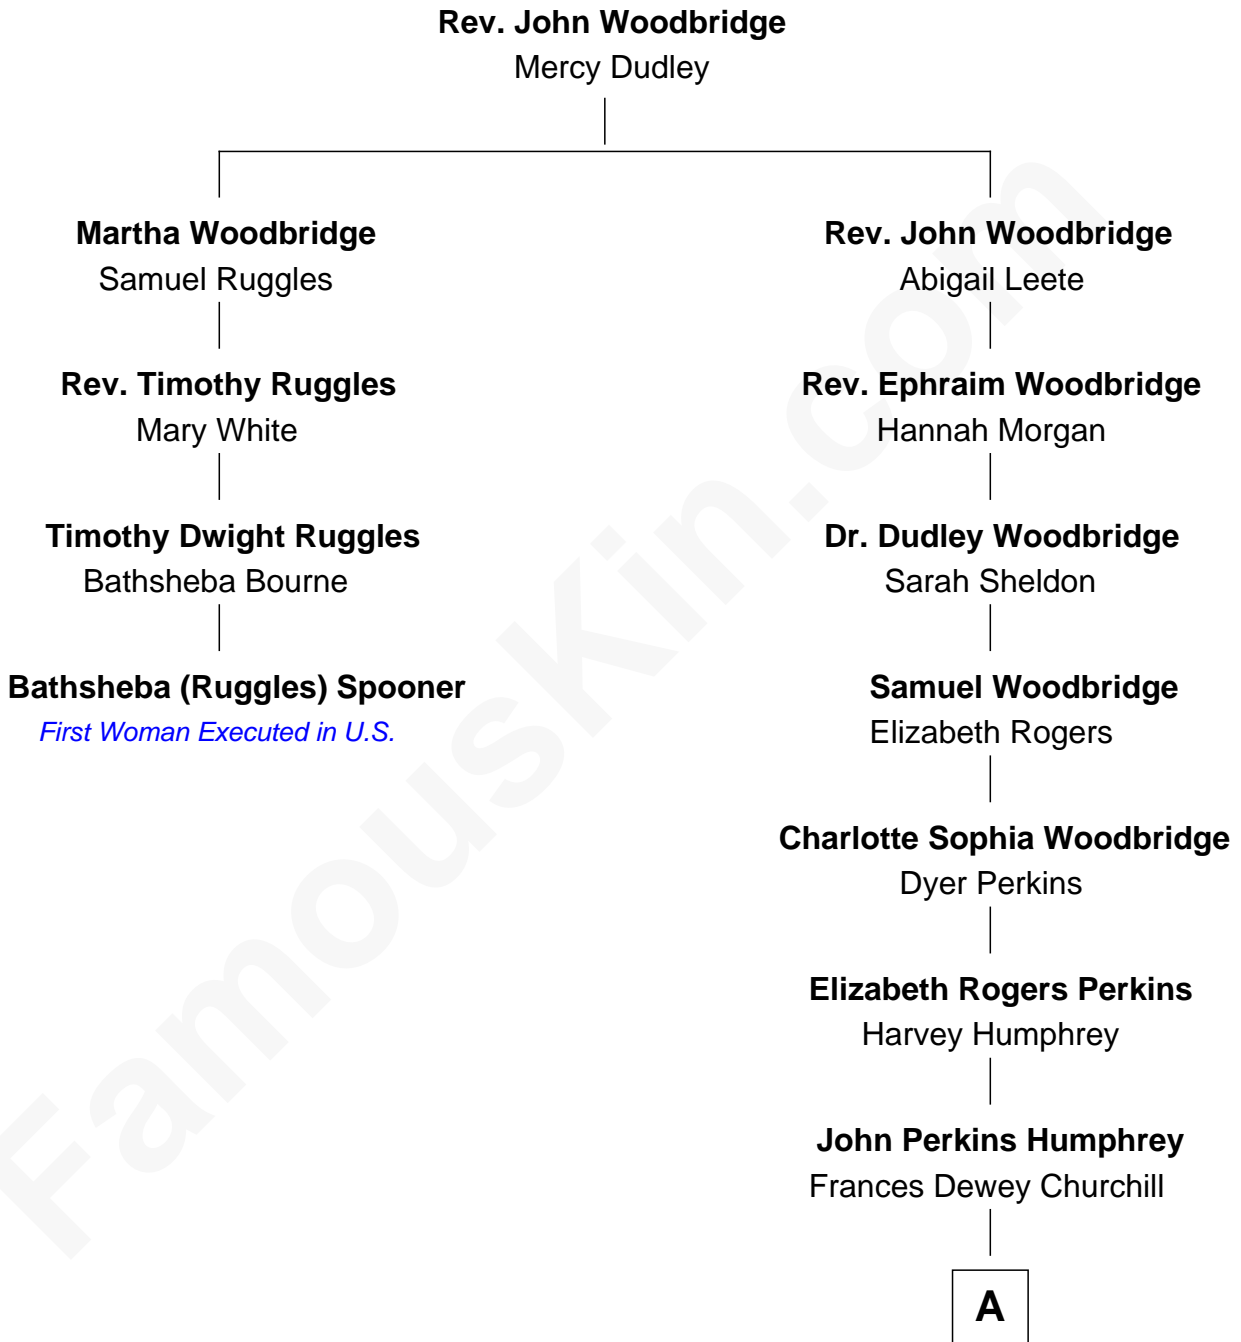 Rev. John Woodbridge
Mercy Dudley
Martha Woodbridge
Samuel Ruggles
Rev. Timothy Ruggles
Mary White
Timothy Dwight Ruggles
Bathsheba Bourne
Bathsheba (Ruggles) Spooner
First Woman Executed in U.S.
Rev. John Woodbridge
Abigail Leete
Rev. Ephraim Woodbridge
Hannah Morgan
Dr. Dudley Woodbridge
Sarah Sheldon
Samuel Woodbridge
Elizabeth Rogers
Charlotte Sophia Woodbridge
Dyer Perkins
Elizabeth Rogers Perkins
Harvey Humphrey
John Perkins Humphrey
Frances Dewey Churchill
A
FamousKin.com